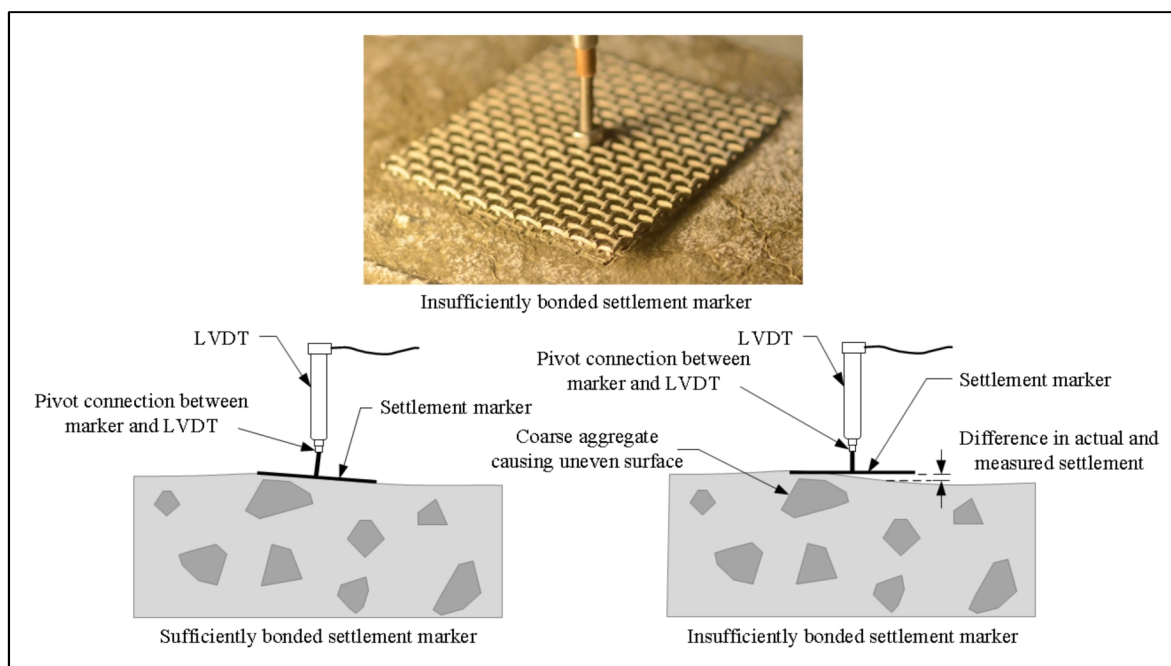 Insufficiently bonded settlement marker
LVDT
Pivot connection between
marker and LVDT
Settlement marker
Sufficiently bonded settlement marker
LVDT
Pivot connection between
marker and LVDT
Settlement marker
Coarse aggregate
causing uneven surface
Difference in actual and
measured settlement
Insufficiently bonded settlement marker